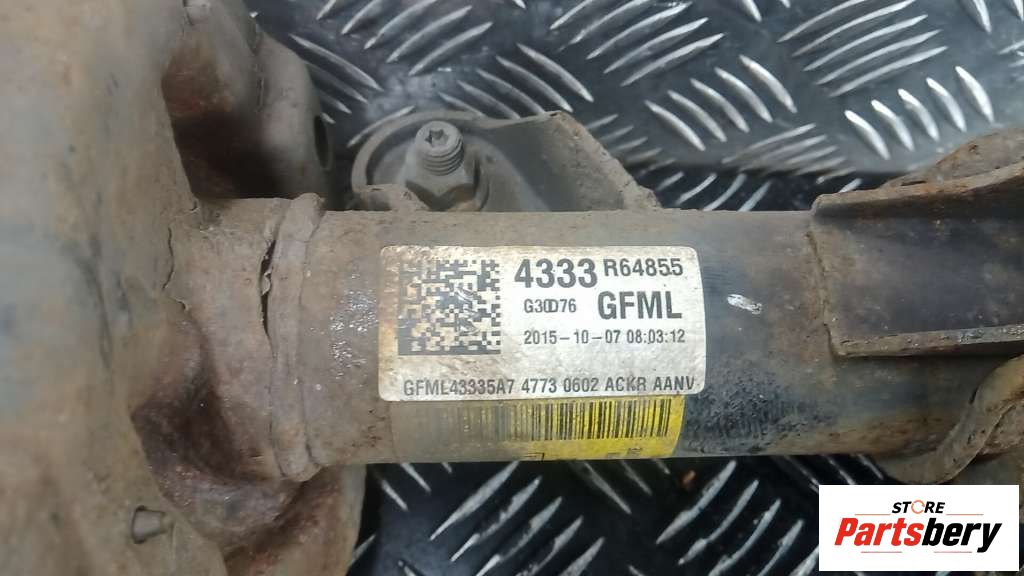 4333 R64855
G30D76 GFML
2015-10-07 08:03:12
GFML43335A7 4773 0602 ACKR AANV
STORE
Partsbery